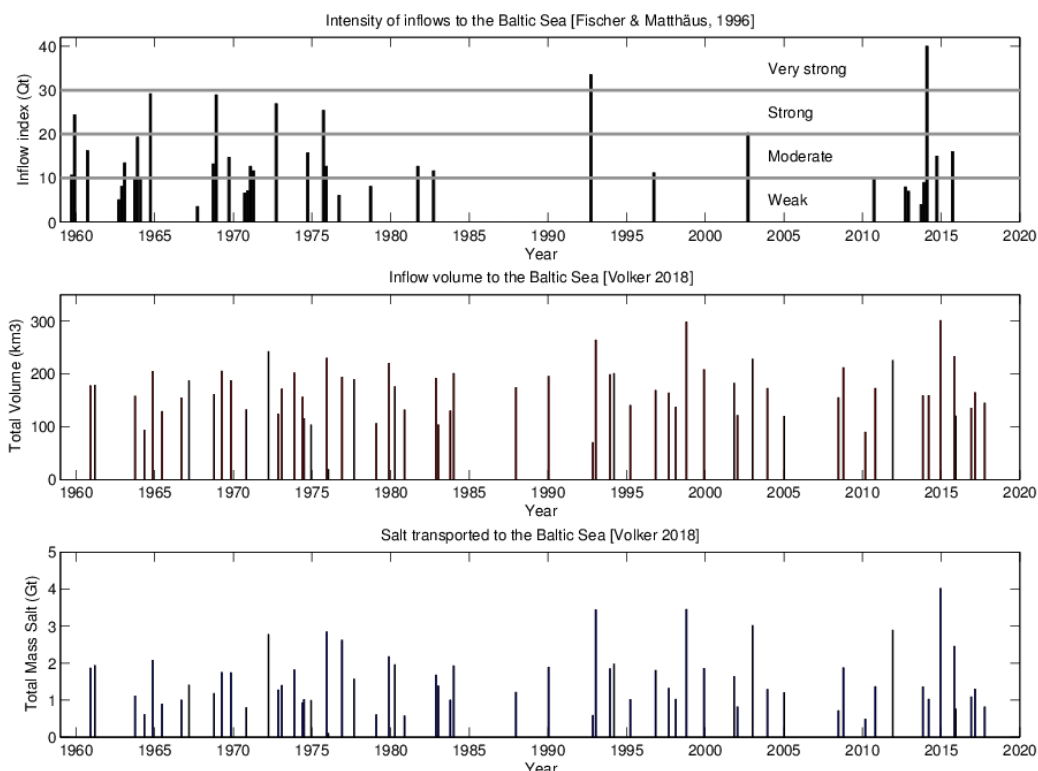 Intensity of inflows to the Baltic Sea [Fischer & Matthäus, 1996]
Inflow index (Qt)
40
30
20
10
0
Very strong
Strong
Moderate
Weak
1960 1965 1970 1975 1980 1985 1990 1995 2000 2005 2010 2015 2020
Year
Inflow volume to the Baltic Sea [Volker 2018]
Total Volume (km3)
300
200
100
0
1960 1965 1970 1975 1980 1985 1990 1995 2000 2005 2010 2015 2020
Year
Salt transported to the Baltic Sea [Volker 2018]
Total Mass Salt (Gt)
5
4
3
2
1
0
1960 1965 1970 1975 1980 1985 1990 1995 2000 2005 2010 2015 2020
Year